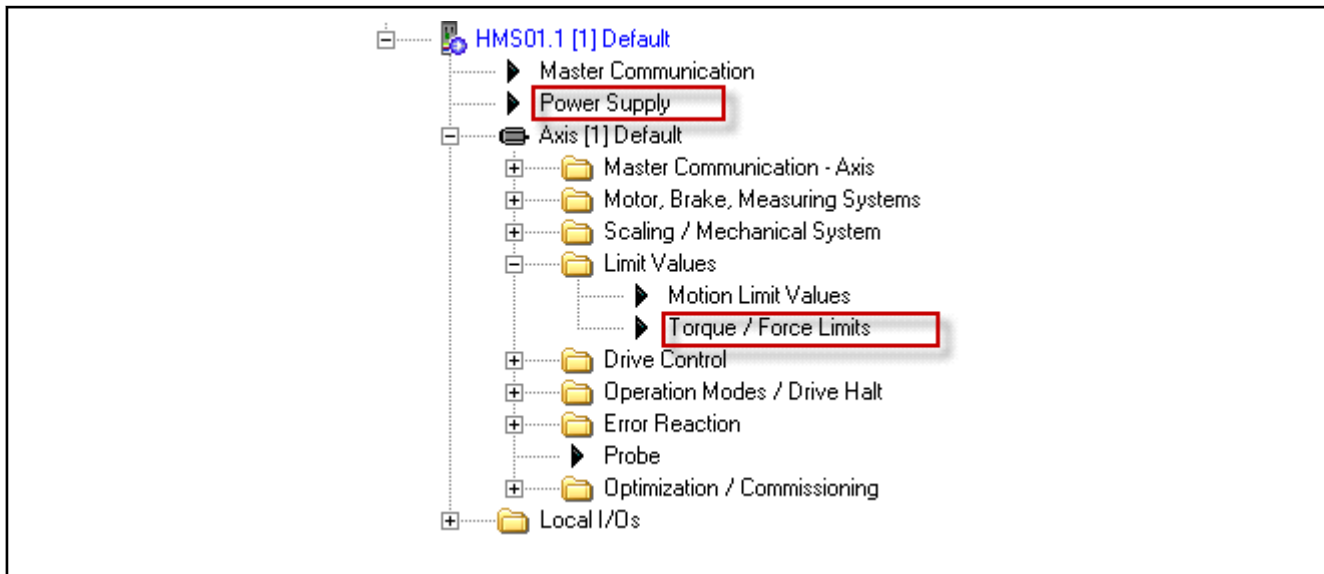 HMS01.1 [1] Default
Master Communication
Power Supply
Axis [1] Default
Master Communication - Axis
Motor, Brake, Measuring Systems
Scaling / Mechanical System
Limit Values
Motion Limit Values
Torque / Force Limits
Drive Control
Operation Modes / Drive Halt
Error Reaction
Probe
Optimization / Commissioning
Local I/Os